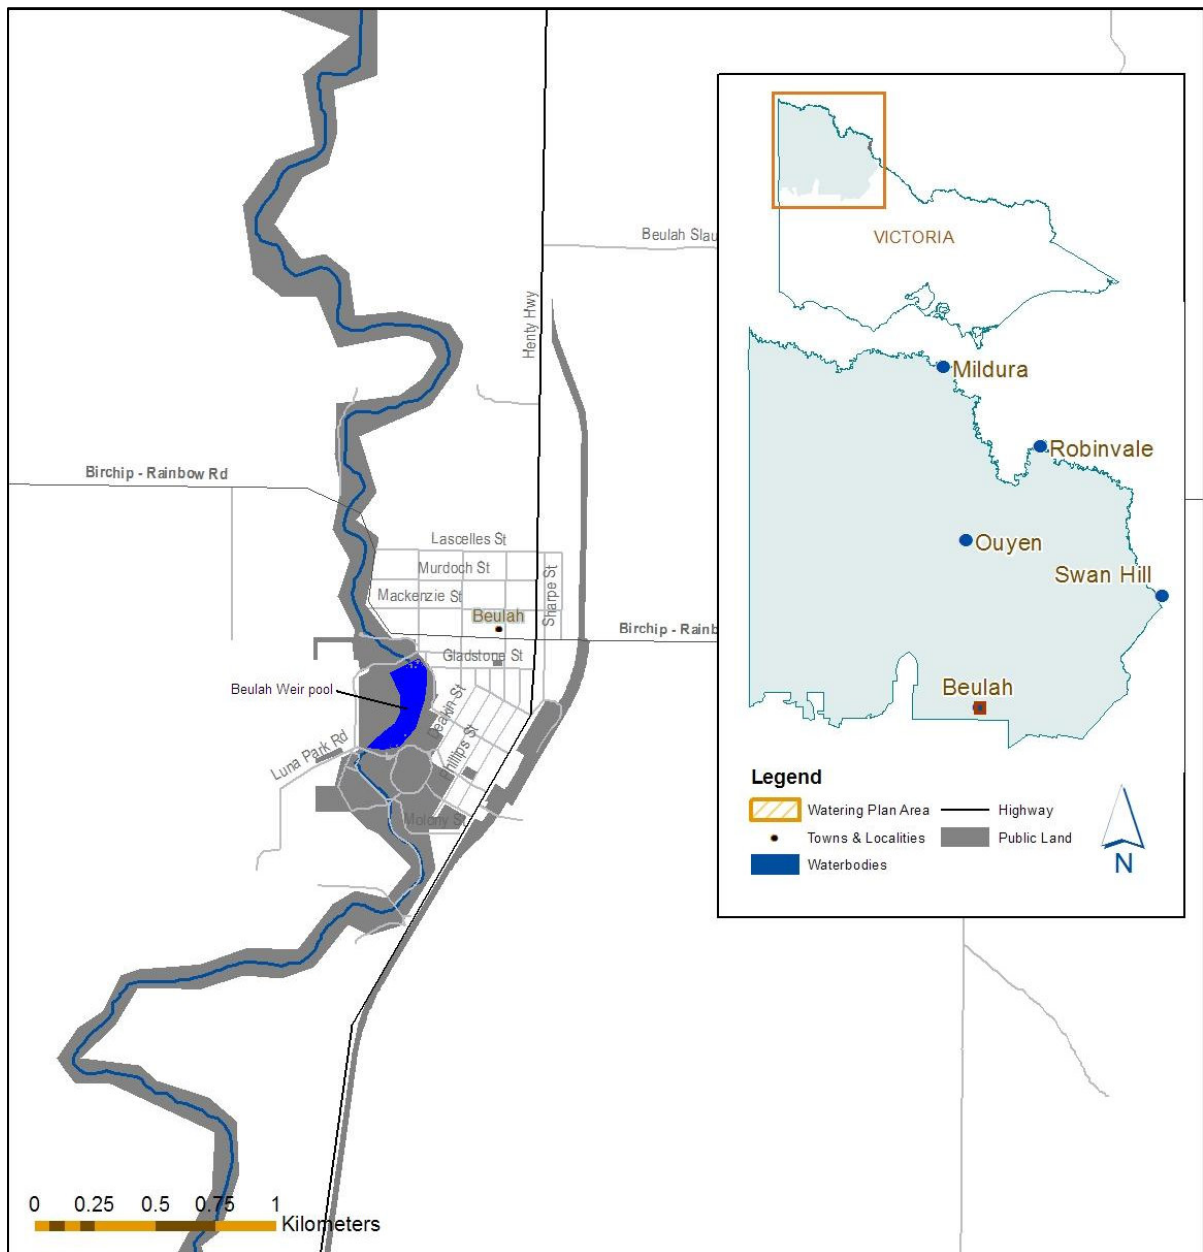 Beulah Slau
VICTORIA
Henty Hwy
Mildura
Robinvale
Birchip - Rainbow Rd
Lascelles St
Murdoch St
Mackenzie St
Sharpe St
Ouyen
Swan Hill
Beulah
Birchip - Rainb
Gladstone St
Beulah Weir pool
Deakin St
Phillips St
Luna Park Rd
Molony St
Beulah
Legend
Watering Plan Area
Highway
Towns & Localities
Public Land
Waterbodies
N
0 0.25 0.5 0.75 1
Kilometers